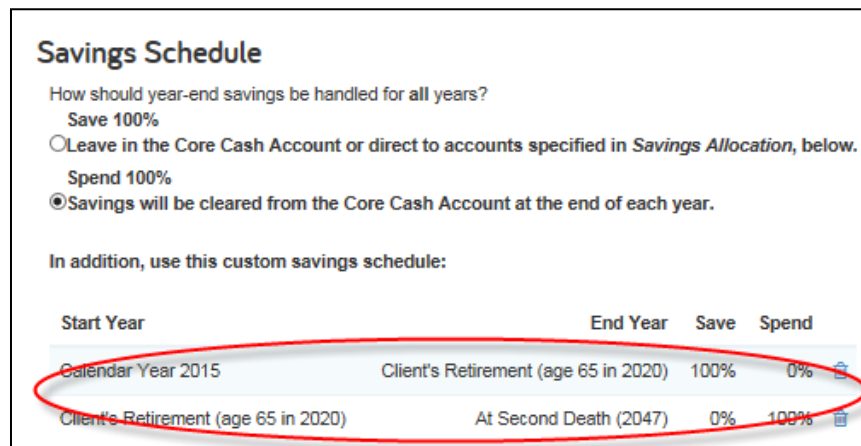 Savings Schedule
How should year-end savings be handled for all years?
Save 100%
Leave in the Core Cash Account or direct to accounts specified in Savings Allocation, below.
Spend 100%
Savings will be cleared from the Core Cash Account at the end of each year.
In addition, use this custom savings schedule:
Start Year End Year Save Spend
Calendar Year 2015 Client's Retirement (age 65 in 2020) 100% 0%
Client's Retirement (age 65 in 2020) At Second Death (2047) 0% 100%